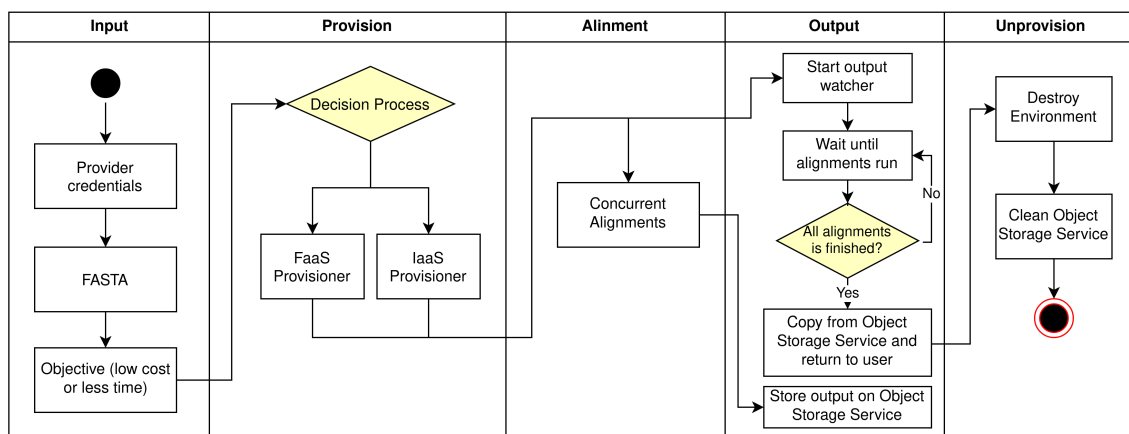 Input
Provision
Alinment
Output
Unprovision
Provider
credentials
FASTA
Objective (low cost
or less time)
Decision Process
FaaS
Provisioner
IaaS
Provisioner
Concurrent
Alignments
Start output
watcher
Wait until
alignments run
No
All alignments
is finished?
Yes
Copy from Object
Storage Service and
return to user
Store output on Object
Storage Service
Destroy
Environment
Clean Object
Storage Service